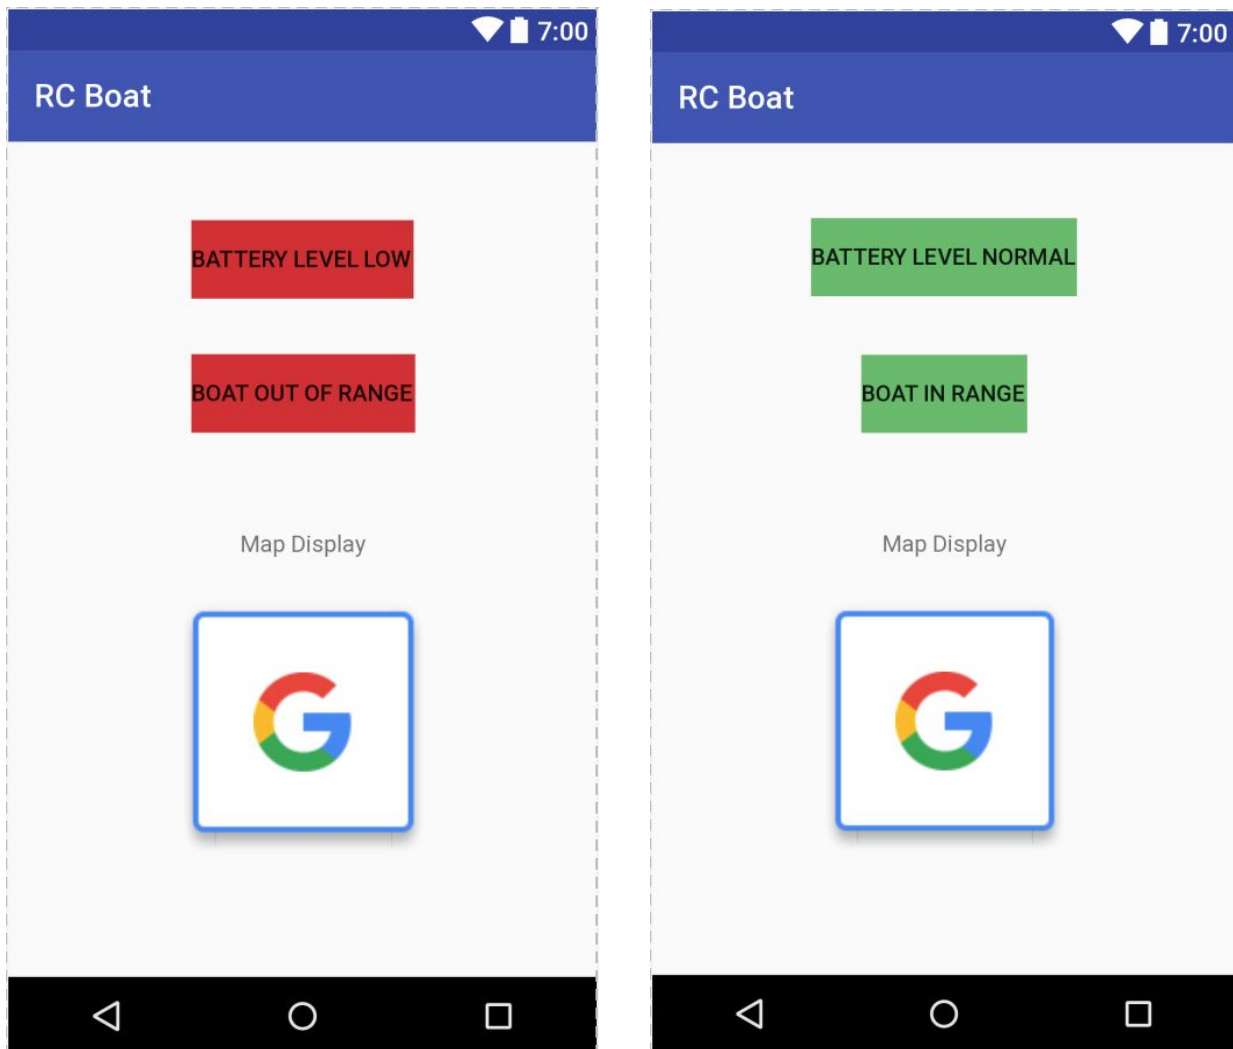 7:00
RC Boat
BATTERY LEVEL LOW
BOAT OUT OF RANGE
Map Display
G
7:00
RC Boat
BATTERY LEVEL NORMAL
BOAT IN RANGE
Map Display
G